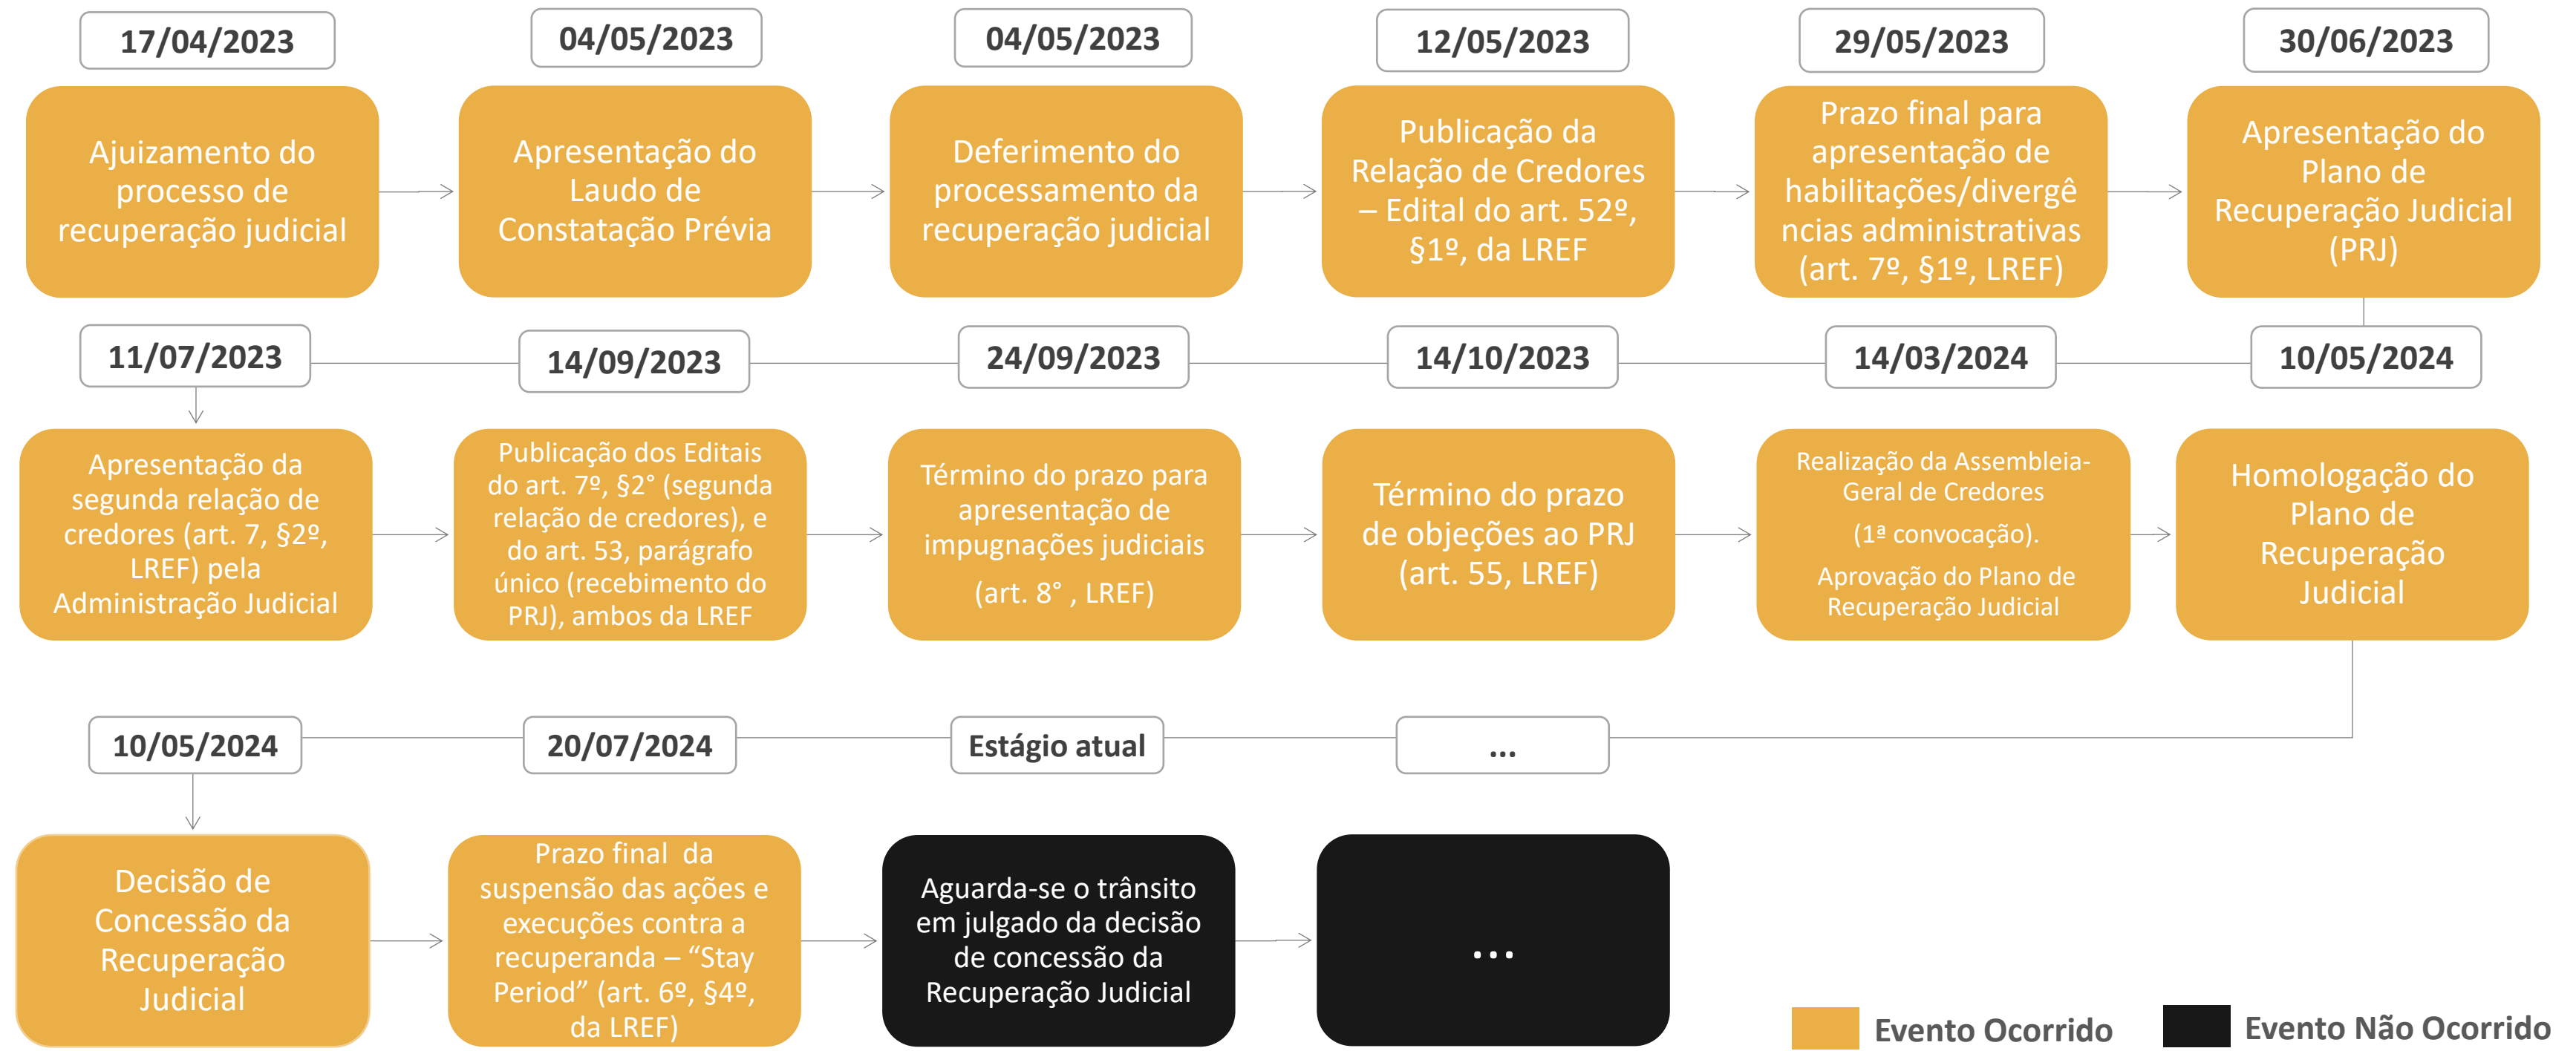 17/04/2023
04/05/2023
04/05/2023
12/05/2023
29/05/2023
30/06/2023
Ajuizamento do
processo de
recuperação judicial
Apresentação do
Laudo de
Constatação Prévia
Deferimento do
processamento da
recuperação judicial
Publicação da
Relação de Credores
– Edital do art. 52º,
§1º, da LREF
Prazo final para
apresentação de
habilitações/divergê
ncias administrativas
(art. 7º, §1º, LREF)
Apresentação do
Plano de
Recuperação Judicial
(PRJ)
11/07/2023
14/09/2023
24/09/2023
14/10/2023
14/03/2024
10/05/2024
Apresentação da
segunda relação de
credores (art. 7, §2º,
LREF) pela
Administração Judicial
Publicação dos Editais
do art. 7º, §2° (segunda
relação de credores), e
do art. 53, parágrafo
único (recebimento do
PRJ), ambos da LREF
Término do prazo para
apresentação de
impugnações judiciais
(art. 8° , LREF)
Término do prazo
de objeções ao PRJ
(art. 55, LREF)
Realização da Assembleia-
Geral de Credores
(1ª convocação).
Aprovação do Plano de
Recuperação Judicial
Homologação do
Plano de
Recuperação
Judicial
10/05/2024
20/07/2024
Estágio atual
...
Decisão de
Concessão da
Recuperação
Judicial
Prazo final da
suspensão das ações e
execuções contra a
recuperanda – “Stay
Period” (art. 6º, §4º,
da LREF)
Aguarda-se o trânsito
em julgado da decisão
de concessão da
Recuperação Judicial
...
Evento Ocorrido
Evento Não Ocorrido